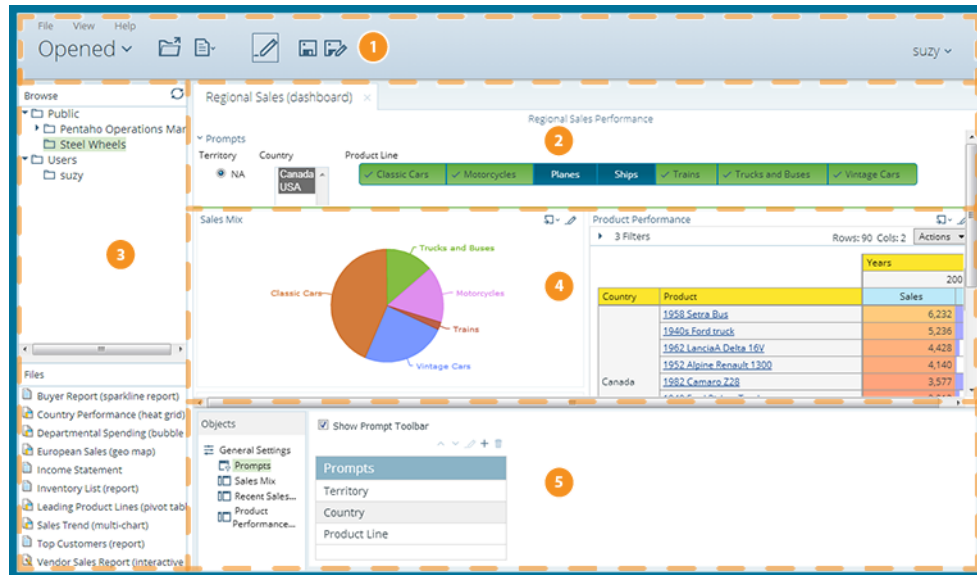 File View Help
Opened
1
suzy
Browse
Public
Pentaho Operations Mar
Steel Wheels
Users
suzy
3
Files
Buyer Report (sparkline report)
Country Performance (heat grid)
Departmental Spending (bubble
European Sales (geo map)
Income Statement
Inventory List (report)
Leading Product Lines (pivot tabl
Sales Trend (multi-chart)
Top Customers (report)
Vendor Sales Report (interactive
Regional Sales (dashboard) ×
Regional Sales Performance
2
Prompts
Territory Country Product Line
NA
Canada
USA
Classic Cars Motorcycles Planes Ships Trains Trucks and Buses Vintage Cars
Sales Mix
Trucks and Buses
Classic Cars
Motorcycles
Trains
Vintage Cars
4
Product Performance
3 Filters Rows: 90 Cols: 2 Actions
Years
200
Country Product Sales
1958 Setra Bus 6,232
1940s Ford truck 5,236
1962 LanciaA Delta 16V 4,428
1952 Alpine Renault 1300 4,140
Canada 1982 Camaro Z28 3,577
Objects
General Settings
Prompts
Sales Mix
Recent Sales...
Product
Performance...
Show Prompt Toolbar
Prompts
Territory
Country
Product Line
5